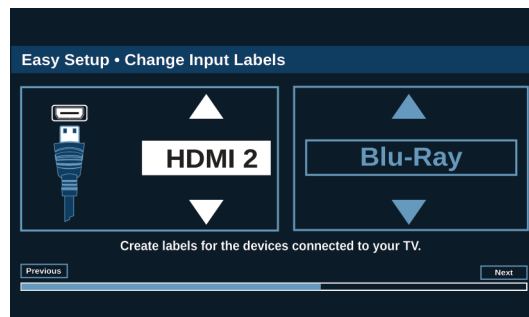 Easy Setup • Change Input Labels
HDMI 2
Blu-Ray
Create labels for the devices connected to your TV.
Previous
Next